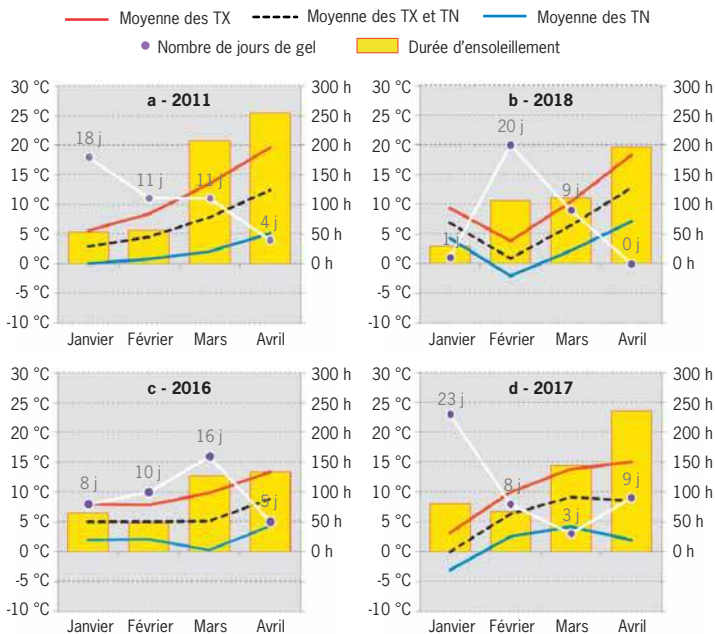 Moyenne des TX Moyenne des TX et TN Moyenne des TN
Nombre de jours de gel Durée d'ensoleillement
30 °C a - 2011 300 h
25 °C 250 h
20 °C 18 j 200 h
15 °C 11 j 11 j 150 h
10 °C 100 h
5 °C 4 j 50 h
0 °C 0 h
-5 °C
-10 °C
Janvier Février Mars Avril
30 °C b - 2018 300 h
25 °C 20 j 250 h
20 °C 200 h
15 °C 9 j 150 h
10 °C 100 h
5 °C 1 j 0 j 50 h
0 °C 0 h
-5 °C
-10 °C
Janvier Février Mars Avril
30 °C c - 2016 300 h
25 °C 250 h
20 °C 16 j 200 h
15 °C 10 j 150 h
10 °C 8 j 100 h
5 °C 5 j 50 h
0 °C 0 h
-5 °C
-10 °C
Janvier Février Mars Avril
30 °C d - 2017 300 h
25 °C 23 j 250 h
20 °C 200 h
15 °C 150 h
10 °C 8 j 9 j 100 h
5 °C 3 j 50 h
0 °C 0 h
-5 °C
-10 °C
Janvier Février Mars Avril